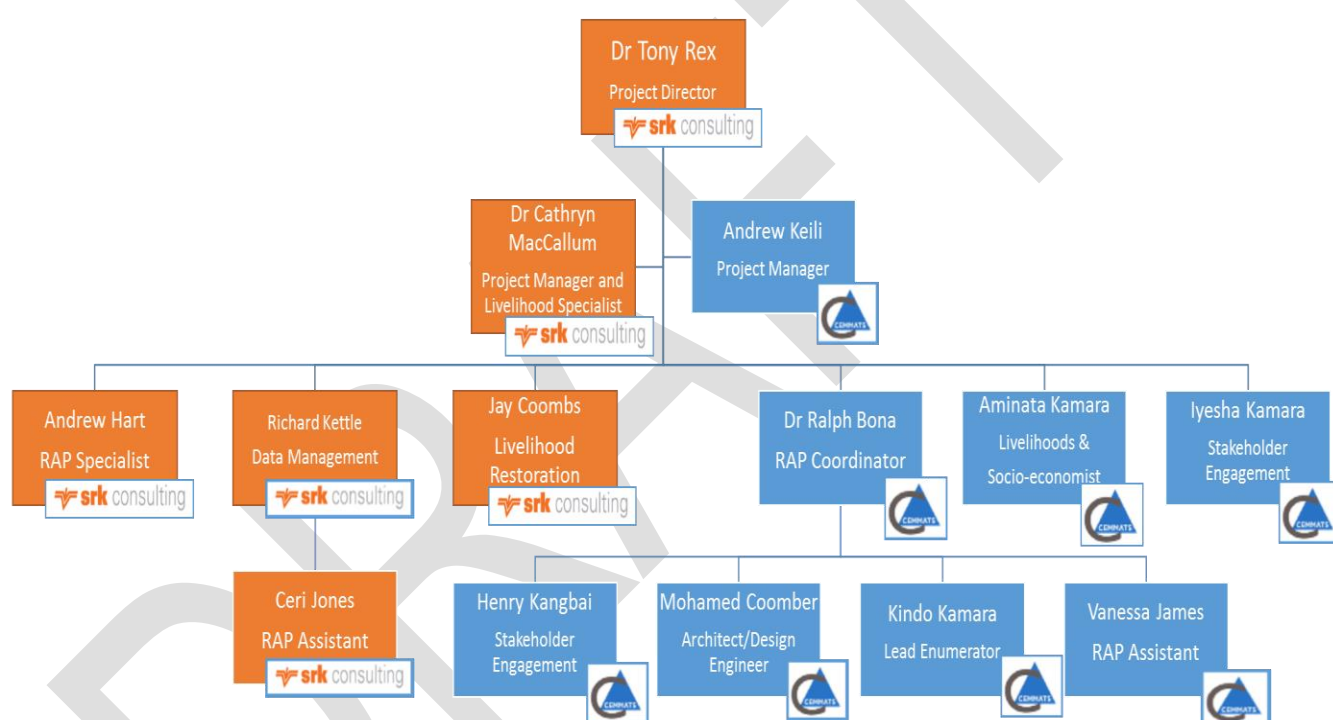 Dr Tony Rex
Project Director
srk consulting
Dr Cathryn
MacCallum
Project Manager and
Livelihood Specialist
srk consulting
Andrew Keili
Project Manager
CEMMATS
Andrew Hart
RAP Specialist
srk consulting
Richard Kettle
Data Management
srk consulting
Jay Coombs
Livelihood
Restoration
srk consulting
Dr Ralph Bona
RAP Coordinator
CEMMATS
Aminata Kamara
Livelihoods &
Socio-economist
CEMMATS
Iyesha Kamara
Stakeholder
Engagement
CEMMATS
Ceri Jones
RAP Assistant
srk consulting
Henry Kangbai
Stakeholder
Engagement
CEMMATS
Mohamed Coomber
Architect/Design
Engineer
CEMMATS
Kindo Kamara
Lead Enumerator
CEMMATS
Vanessa James
RAP Assistant
CEMMATS
DRAFT